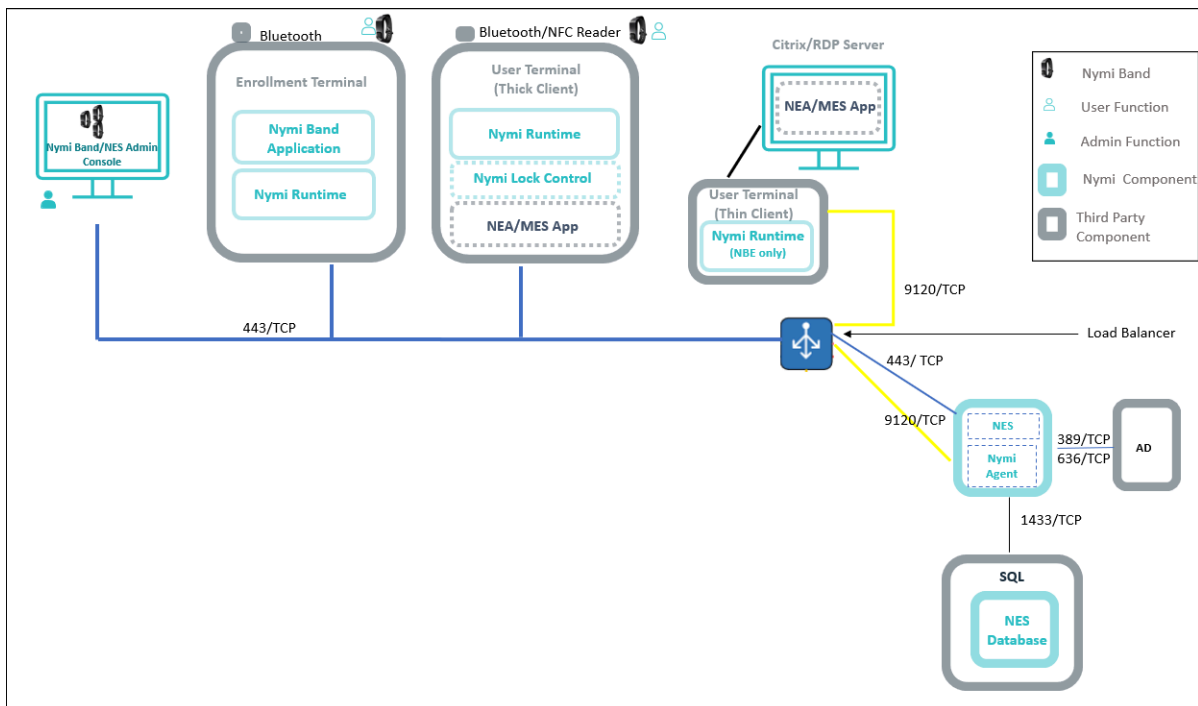 Bluetooth
Enrollment Terminal
Nymi Band
Application
Nymi Runtime
Bluetooth/NFC Reader
User Terminal
(Thick Client)
Nymi Runtime
Nymi Lock Control
NEA/MES App
Citrix/RDP Server
NEA/MES App
User Terminal
(Thin Client)
Nymi Runtime
(NBE only)
Nymi Band/NES Admin
Console
Nymi Band
User Function
Admin Function
Nymi Component
Third Party
Component
9120/TCP
443/TCP
Load Balancer
443/ TCP
9120/TCP
NES
Nymi
Agent
389/TCP
636/TCP
AD
1433/TCP
SQL
NES
Database